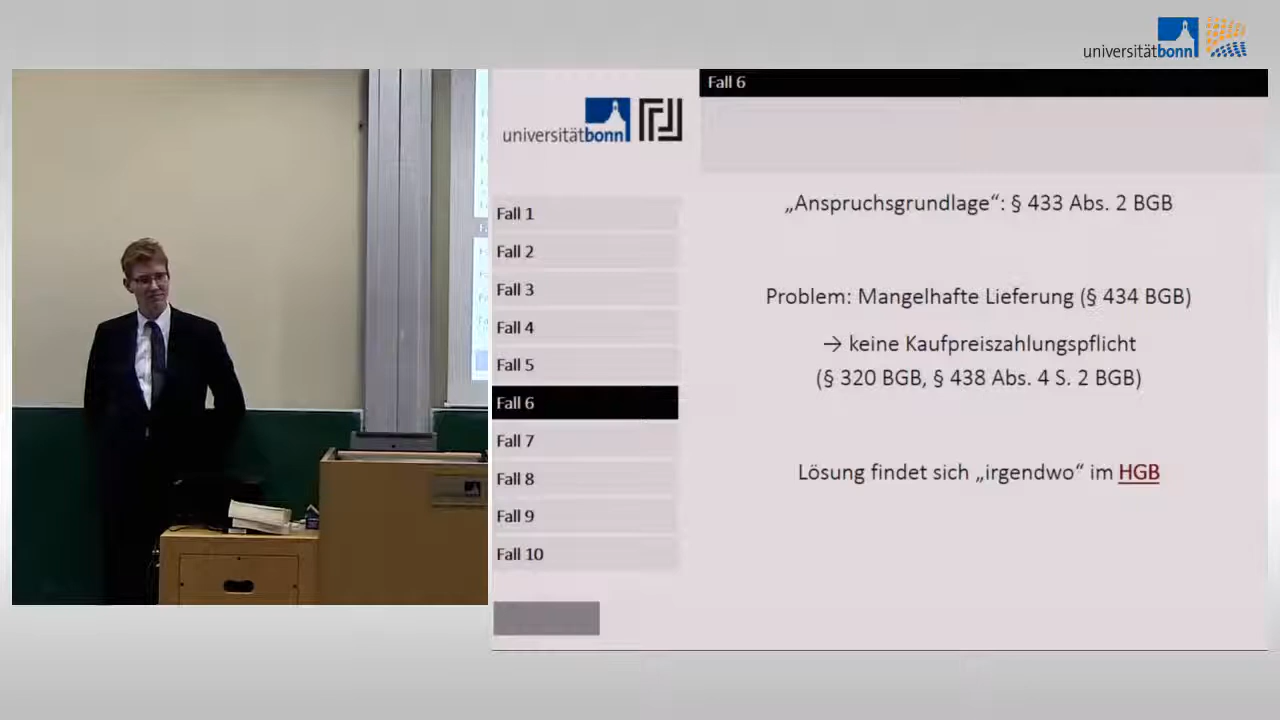 universitätbonn
Fall 6
universitätbonn
Fall 1
Fall 2
Fall 3
Fall 4
Fall 5
Fall 6
Fall 7
Fall 8
Fall 9
Fall 10
„Anspruchsgrundlage“: § 433 Abs. 2 BGB
Problem: Mangelhafte Lieferung (§ 434 BGB)
→ keine Kaufpreiszahlungspflicht
(§ 320 BGB, § 438 Abs. 4 S. 2 BGB)
Lösung findet sich „irgendwo“ im HGB